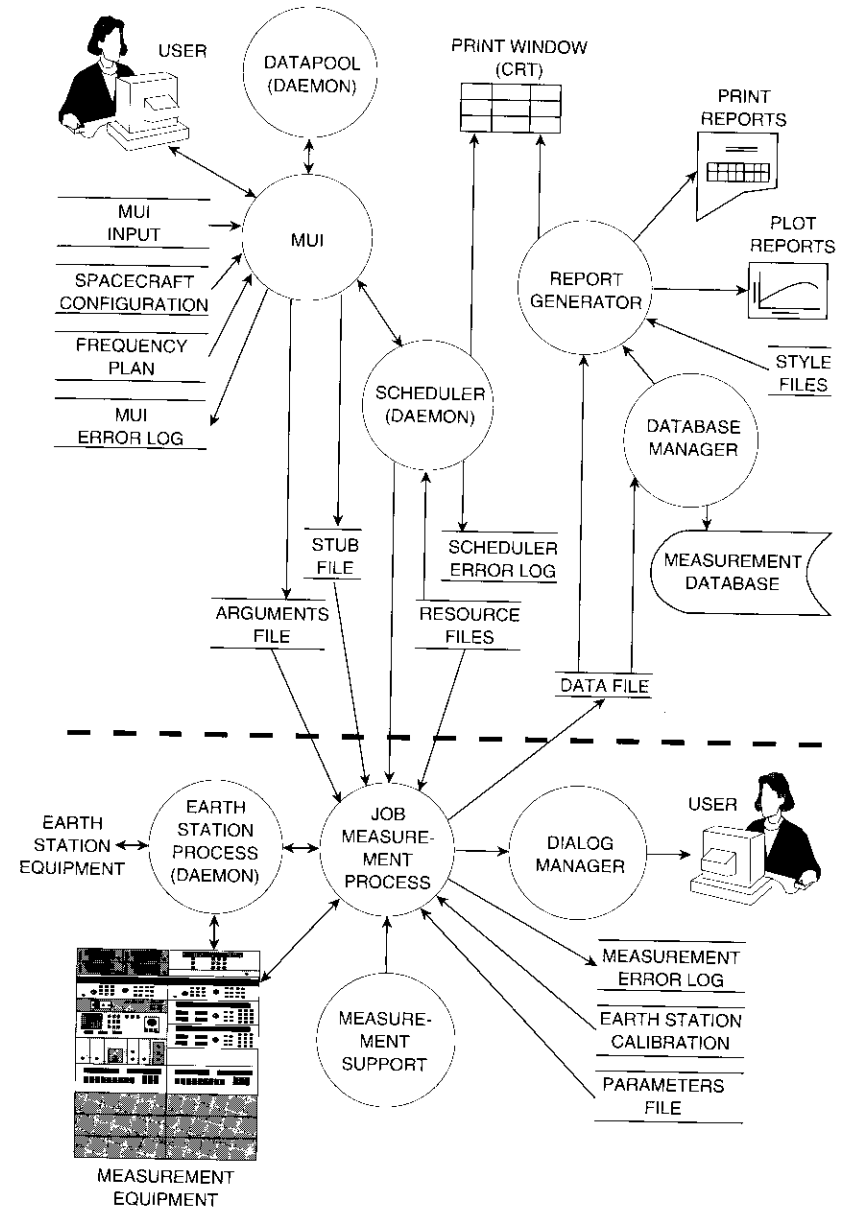 USER
DATAPOOL
(DAEMON)
PRINT WINDOW
(CRT)
PRINT
REPORTS
MUI
INPUT
MUI
SPACECRAFT
CONFIGURATION
FREQUENCY
PLAN
MUI
ERROR LOG
PLOT
REPORTS
REPORT
GENERATOR
STYLE
FILES
SCHEDULER
(DAEMON)
DATABASE
MANAGER
STUB
FILE
SCHEDULER
ERROR LOG
MEASUREMENT
DATABASE
ARGUMENTS
FILE
RESOURCE
FILES
DATA FILE
EARTH
STATION
EQUIPMENT
EARTH
STATION
PROCESS
(DAEMON)
JOB
MEASURE-
MENT
PROCESS
DIALOG
MANAGER
USER
MEASURE-
MENT
SUPPORT
MEASUREMENT
ERROR LOG
EARTH STATION
CALIBRATION
PARAMETERS
FILE
MEASUREMENT
EQUIPMENT